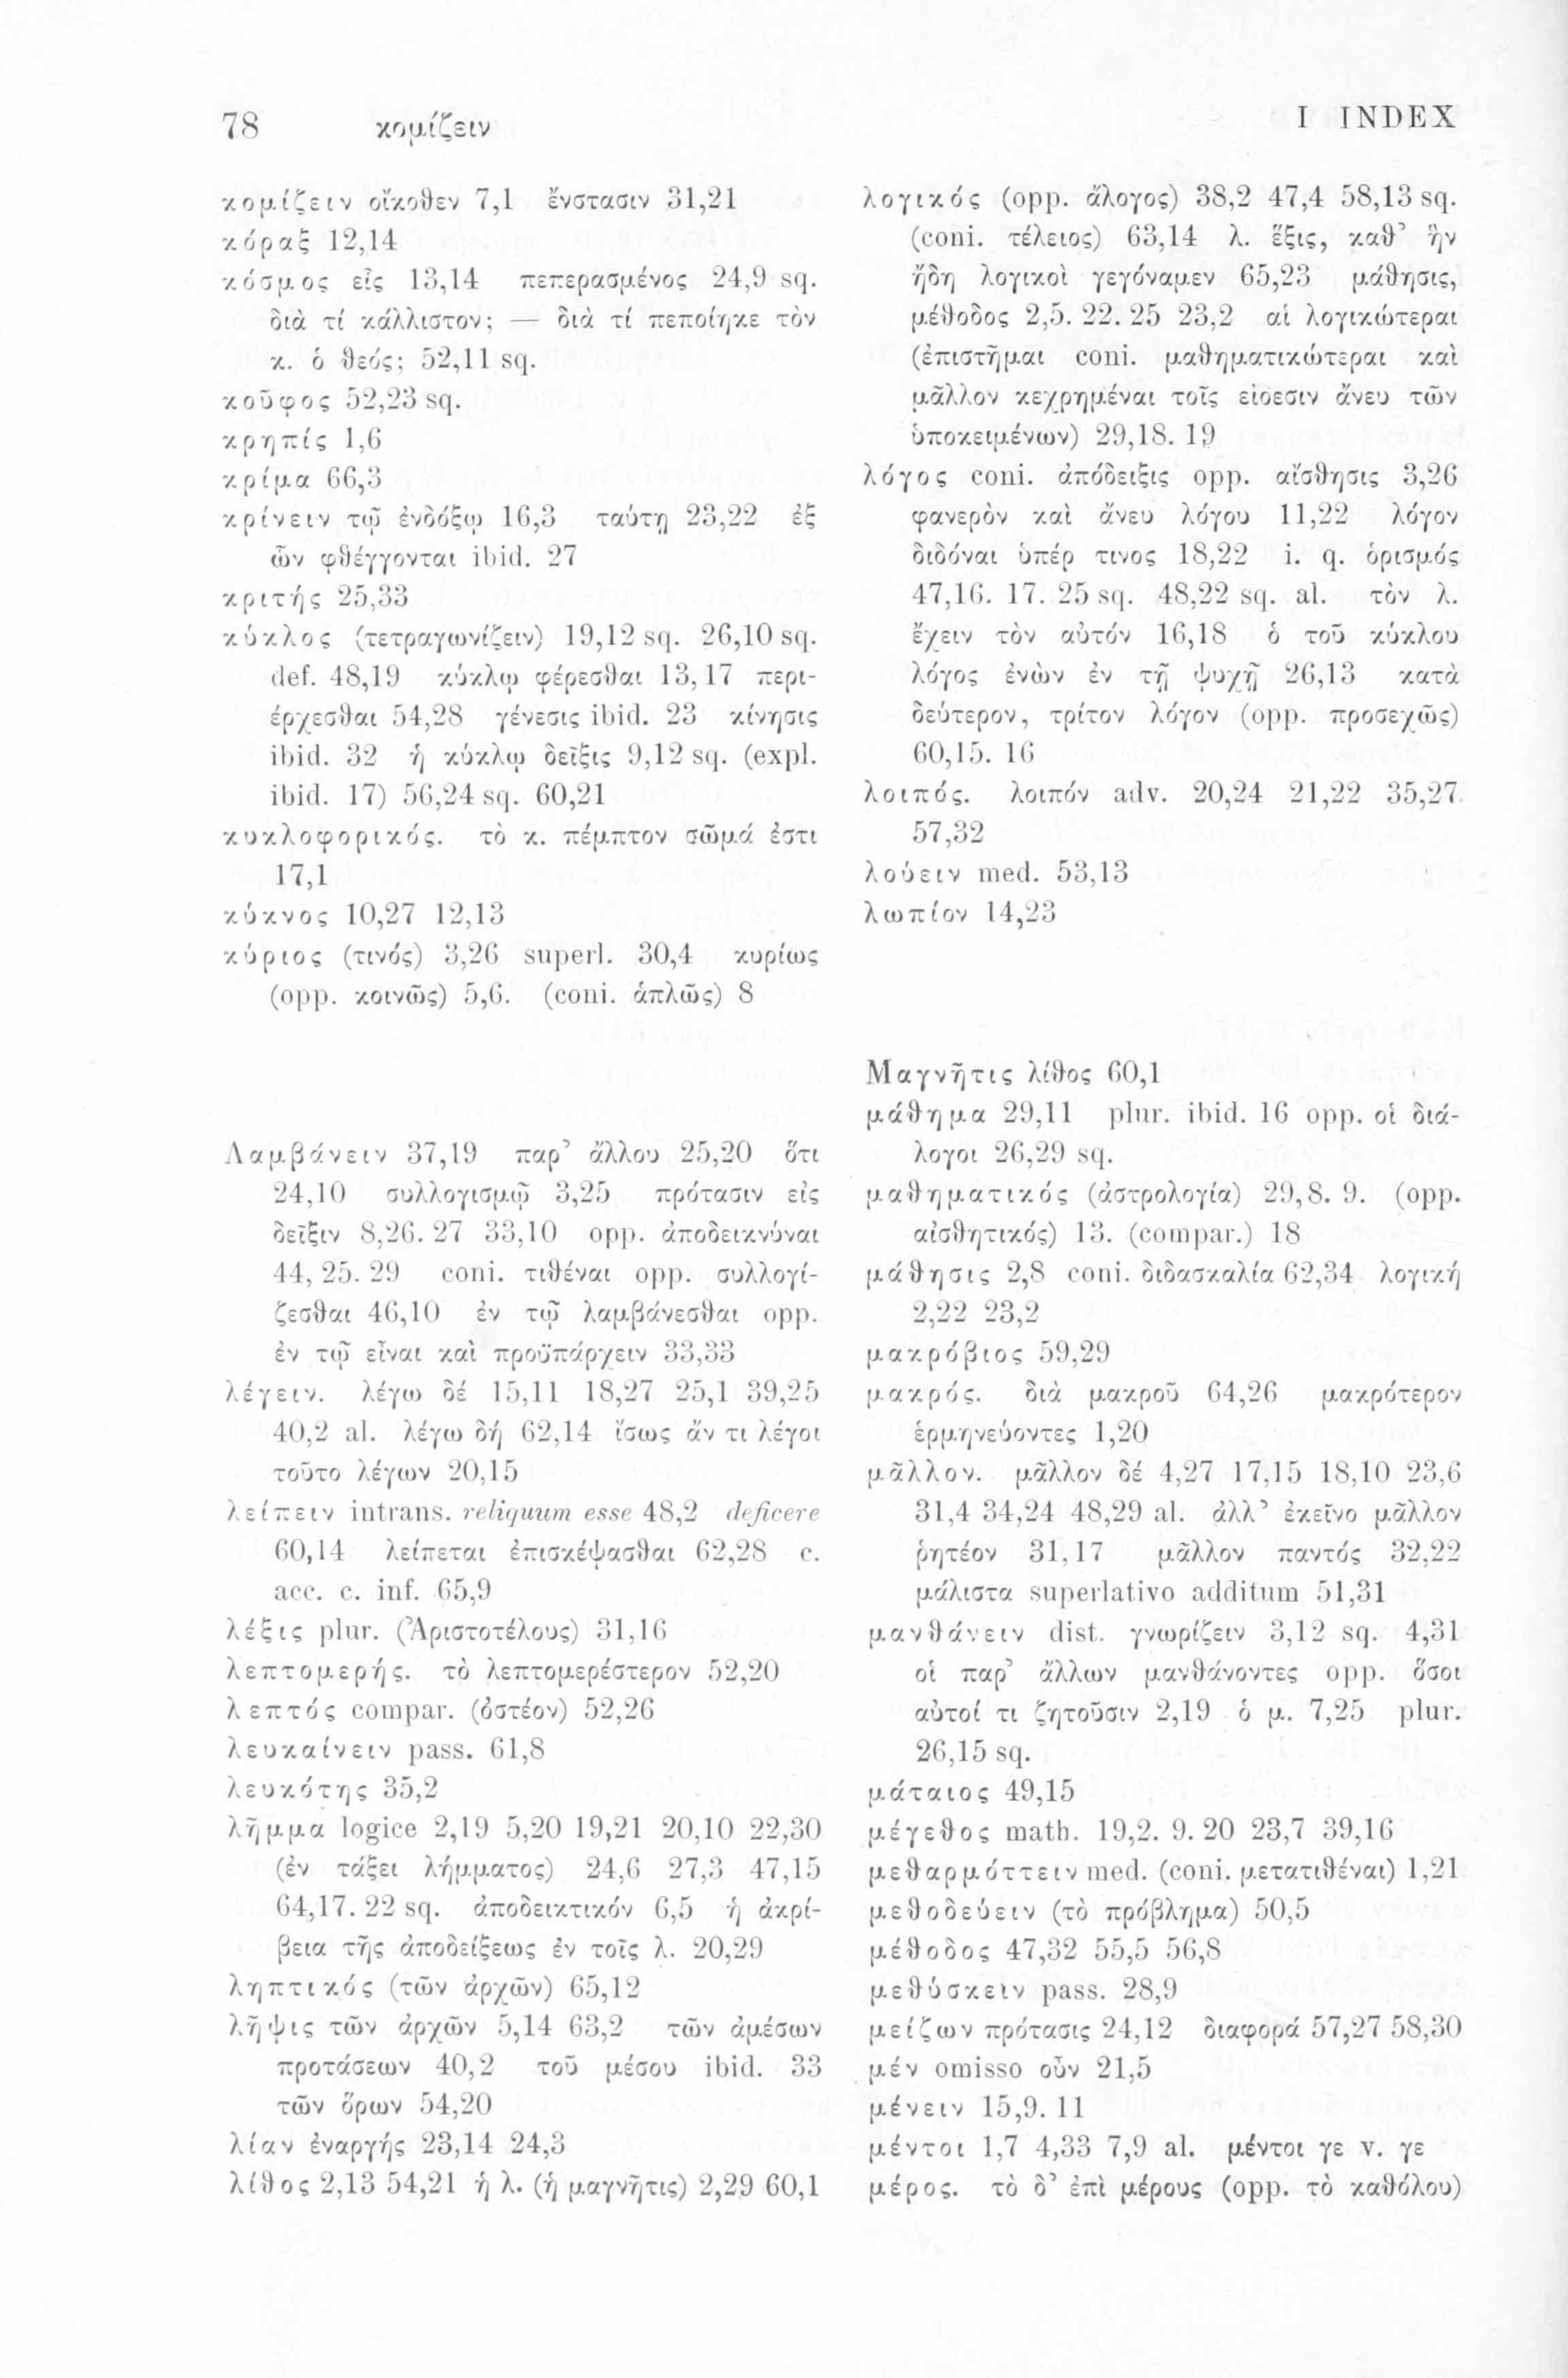 78 κομίζειν
I INDEX
κομίζειν οἴκοθεν 7,1 ἔνστασιν 31,21
κόραξ 12,14
κόσμος εἷς 13,14 πεπερασμένος 24,9 sq.
διὰ τί κάλλιστον; — διὰ τί πεποίηκε τὸν
κ. ὁ θεός; 52,11 sq.
κοῦφος 52,23 sq.
κρηπίς 1,6
κρίμα 66,3
κρίνειν τῷ ἐνδόξῳ 16,3 ταύτῃ 23,22 ἐξ
ὧν φθέγγονται ibid. 27
κριτής 25,33
κύκλος (τετραγωνίζειν) 19,12 sq. 26,10 sq.
def. 48,19 κύκλῳ φέρεσθαι 13,17 περι-
έρχεσθαι 54,28 γένεσις ibid. 23 κίνησις
ibid. 32 ἡ κύκλῳ δεῖξις 9,12 sq. (expl.
ibid. 17) 56,24 sq. 60,21
κυκλοφορικός. τὸ κ. πέμπτον σῶμά ἐστι
17,1
κύκνος 10,27 12,13
κύριος (τινός) 3,26 superl. 30,4 κυρίως
(opp. κοινῶς) 5,6. (coni. ἁπλῶς) 8
Λαμβάνειν 37,19 παρ’ ἄλλου 25,20 ὅτι
24,10 συλλογισμῷ 3,25 πρότασιν εἰς
δεῖξιν 8,26. 27 33,10 opp. ἀποδεικνύναι
44, 25. 29 coni. τιθέναι opp. συλλογί-
ζεσθαι 46,10 ἐν τῷ λαμβάνεσθαι opp.
ἐν τῷ εἶναι καὶ προϋπάρχειν 33,33
λέγειν. λέγω δέ 15,11 18,27 25,1 39,25
40,2 al. λέγω δή 62,14 ἴσως ἄν τι λέγοι
τοῦτο λέγων 20,15
λείπειν intrans. reliquum esse 48,2 deficere
60,14 λείπεται ἐπισκέψασθαι 62,28 c.
acc. c. inf. 65,9
λέξις plur. (Ἀριστοτέλους) 31,16
λεπτομερής. τὸ λεπτομερέστερον 52,20
λεπτός compar. (ὀστέον) 52,26
λευκαίνειν pass. 61,8
λευκότης 35,2
λῆμμα logice 2,19 5,20 19,21 20,10 22,30
(ἐν τάξει λήμματος) 24,6 27,3 47,15
64,17. 22 sq. ἀποδεικτικόν 6,5 ἡ ἀκρί-
βεια τῆς ἀποδείξεως ἐν τοῖς λ. 20,29
ληπτικός (τῶν ἀρχῶν) 65,12
λῆψις τῶν ἀρχῶν 5,14 63,2 τῶν ἀμέσων
προτάσεων 40,2 τοῦ μέσου ibid. 33
τῶν ὅρων 54,20
λίαν ἐναργής 23,14 24,3
λίθος 2,13 54,21 ἡ λ. (ἡ μαγνῆτις) 2,29 60,1
λογικός (opp. ἄλογος) 38,2 47,4 58,13 sq.
(coni. τέλειος) 63,14 λ. ἕξις, καθ’ ἣν
ἤδη λογικοὶ γεγόναμεν 65,23 μάθησις,
μέθοδος 2,5. 22. 25 23,2 αἱ λογικώτεραι
(ἐπιστῆμαι coni. μαθηματικώτεραι καὶ
μᾶλλον κεχρημέναι τοῖς εἴδεσιν ἄνευ τῶν
ὑποκειμένων) 29,18. 19
λόγος coni. ἀπόδειξις opp. αἴσθησις 3,26
φανερὸν καὶ ἄνευ λόγου 11,22 λόγον
διδόναι ὑπέρ τινος 18,22 i. q. ὁρισμός
47,16. 17. 25 sq. 48,22 sq. al. τὸν λ.
ἔχειν τὸν αὐτόν 16,18 ὁ τοῦ κύκλου
λόγος ἐνὼν ἐν τῇ ψυχῇ 26,13 κατὰ
δεύτερον, τρίτον λόγον (opp. προσεχῶς)
60,15. 16
λοιπός. λοιπόν adv. 20,24 21,22 35,27
57,32
λούειν med. 53,13
λωπίον 14,23
Μαγνῆτις λίθος 60,1
μάθημα 29,11 plur. ibid. 16 opp. οἱ διά-
λογοι 26,29 sq.
μαθηματικός (ἀστρολογία) 29,8. 9. (opp.
αἰσθητικός) 13. (compar.) 18
μάθησις 2,8 coni. διδασκαλία 62,34 λογική
2,22 23,2
μακρόβιος 59,29
μακρός. διὰ μακροῦ 64,26 μακρότερον
ἑρμηνεύοντες 1,20
μᾶλλον. μᾶλλον δέ 4,27 17,15 18,10 23,6
31,4 34,24 48,29 al. ἀλλ’ ἐκεῖνο μᾶλλον
ῥητέον 31,17 μᾶλλον παντός 32,22
μάλιστα superlativo additum 51,31
μανθάνειν dist. γνωρίζειν 3,12 sq. 4,31
οἱ παρ’ ἄλλων μανθάνοντες opp. ὅσοι
αὐτοί τι ζητοῦσιν 2,19 ὁ μ. 7,25 plur.
26,15 sq.
μάταιος 49,15
μέγεθος math. 19,2. 9. 20 23,7 39,16
μεθαρμόττειν med. (coni. μετατιθέναι) 1,21
μεθοδεύειν (τὸ πρόβλημα) 50,5
μέθοδος 47,32 55,5 56,8
μεθύσκειν pass. 28,9
μείζων πρότασις 24,12 διαφορά 57,27 58,30
μέν omisso οὖν 21,5
μένειν 15,9. 11
μέντοι 1,7 4,33 7,9 al. μέντοι γε v. γε
μέρος. τὸ δ’ ἐπὶ μέρους (opp. τὸ καθόλου)